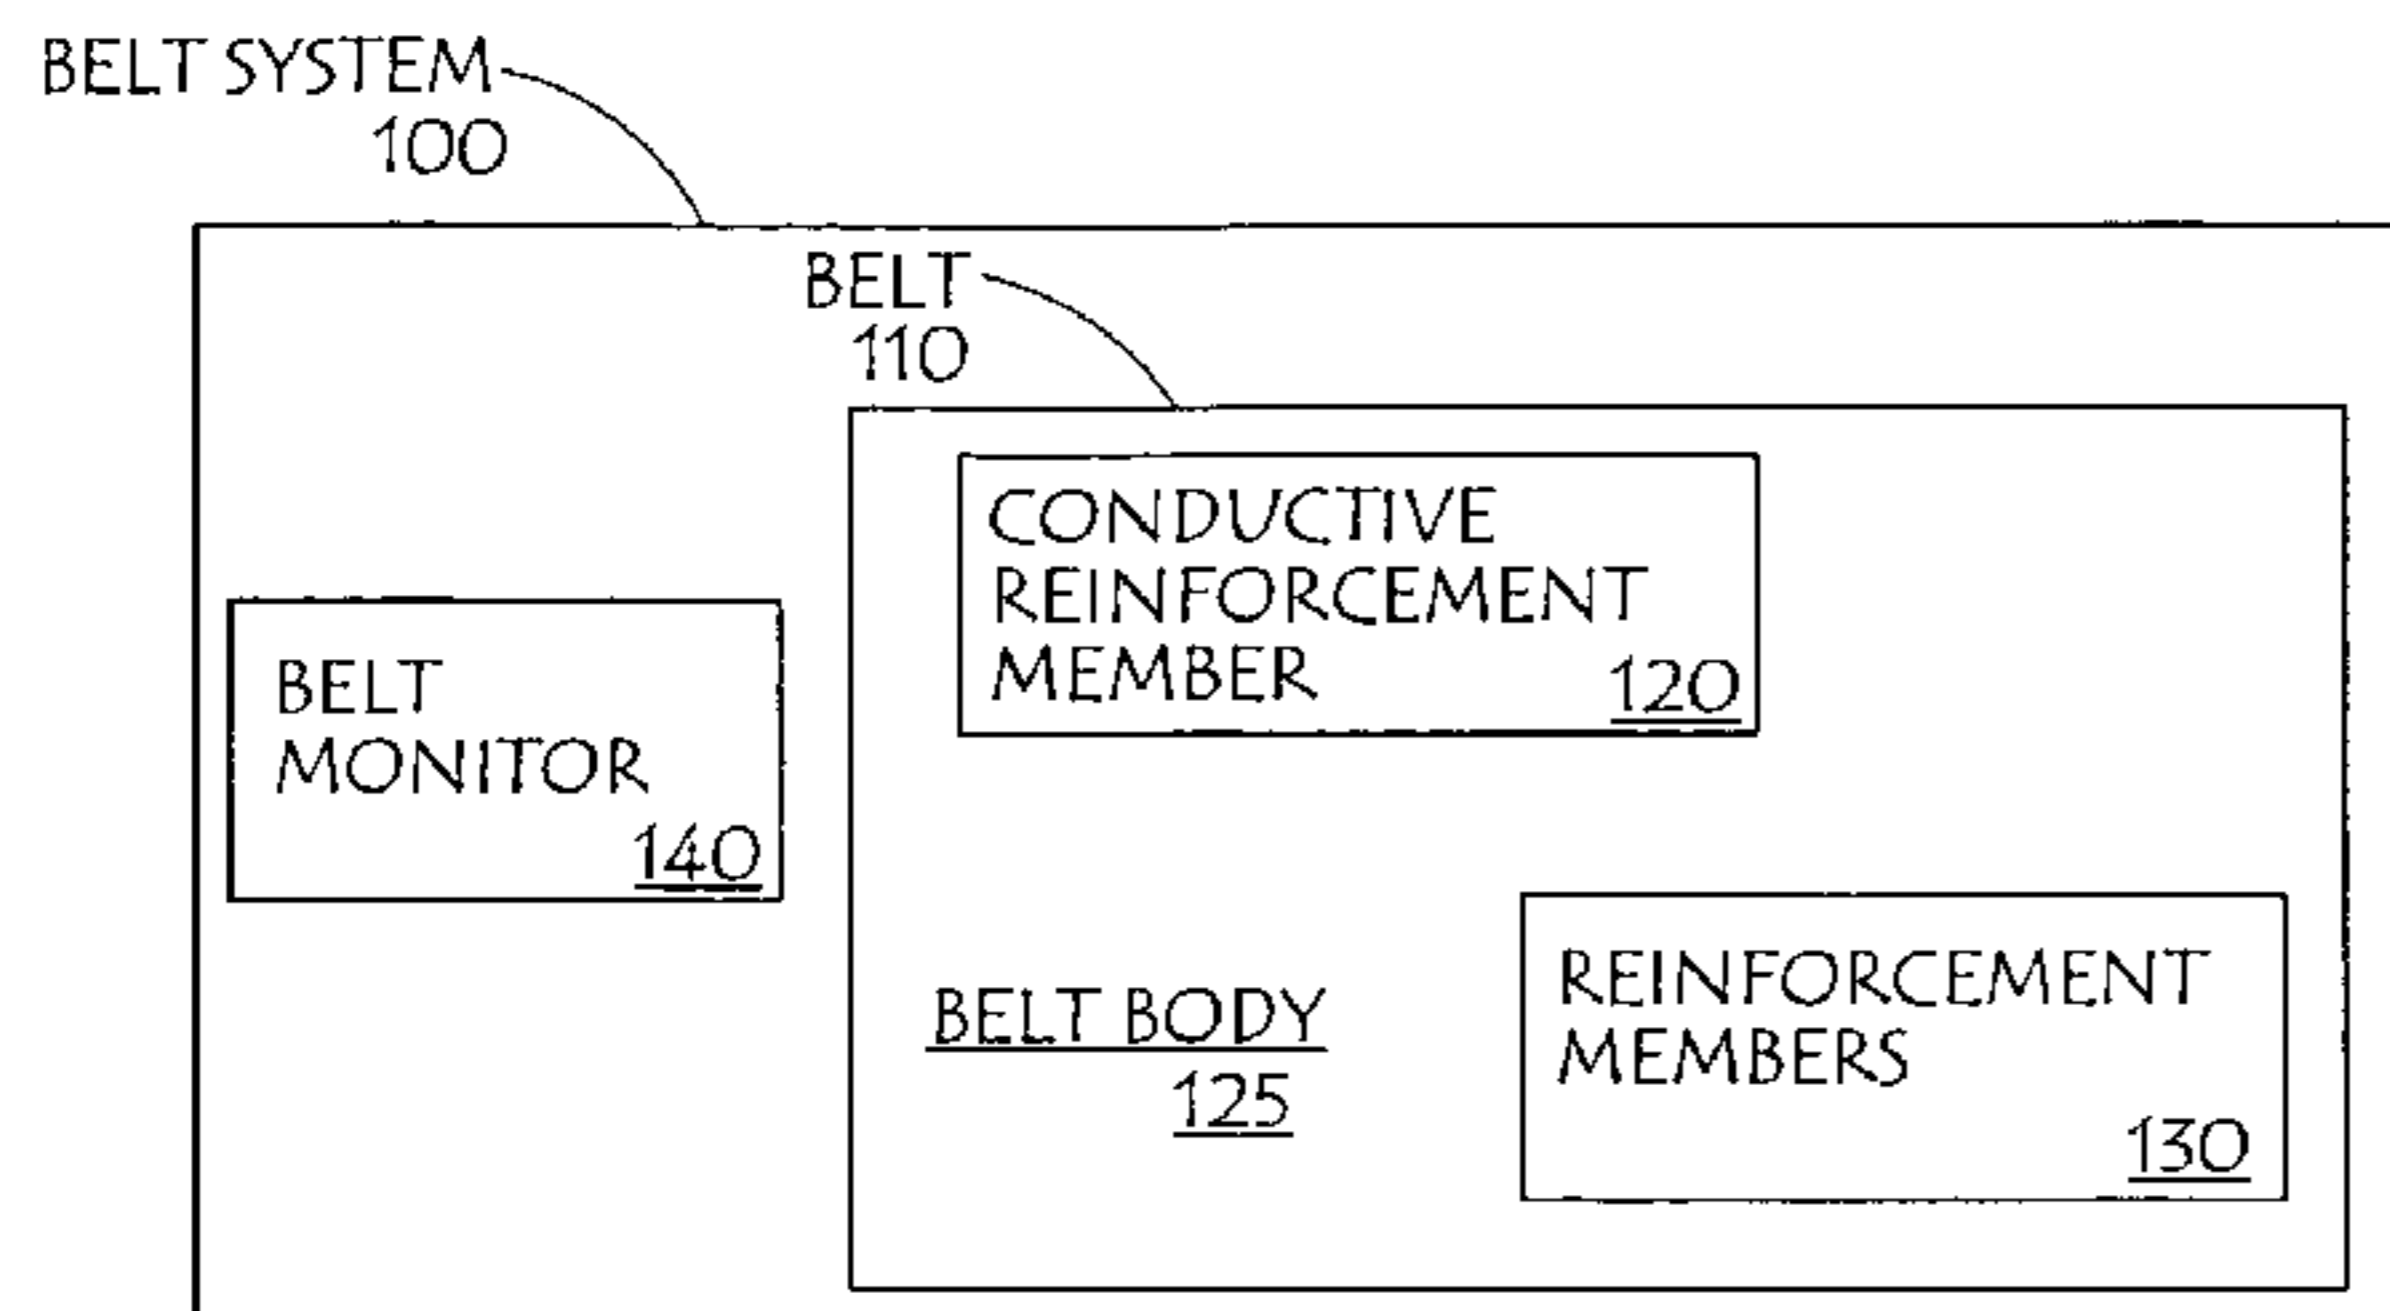 BELT SYSTEM
100
BELT
110
CONDUCTIVE
REINFORCEMENT
MEMBER 120
BELT
MONITOR
140
BELT BODY
125
REINFORCEMENT
MEMBERS
130